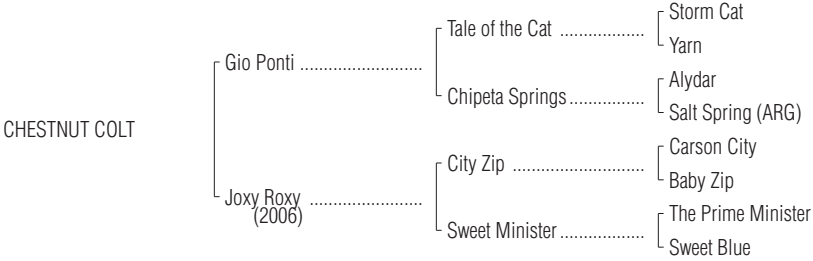 Storm Cat
Tale of the Cat ..................
Yarn
Gio Ponti ..........................
Alydar
Chipeta Springs ................
Salt Spring (ARG)
CHESTNUT COLT
Carson City
City Zip ............................
Baby Zip
Joxy Roxy ........................
(2006)
The Prime Minister
Sweet Minister ..................
Sweet Blue